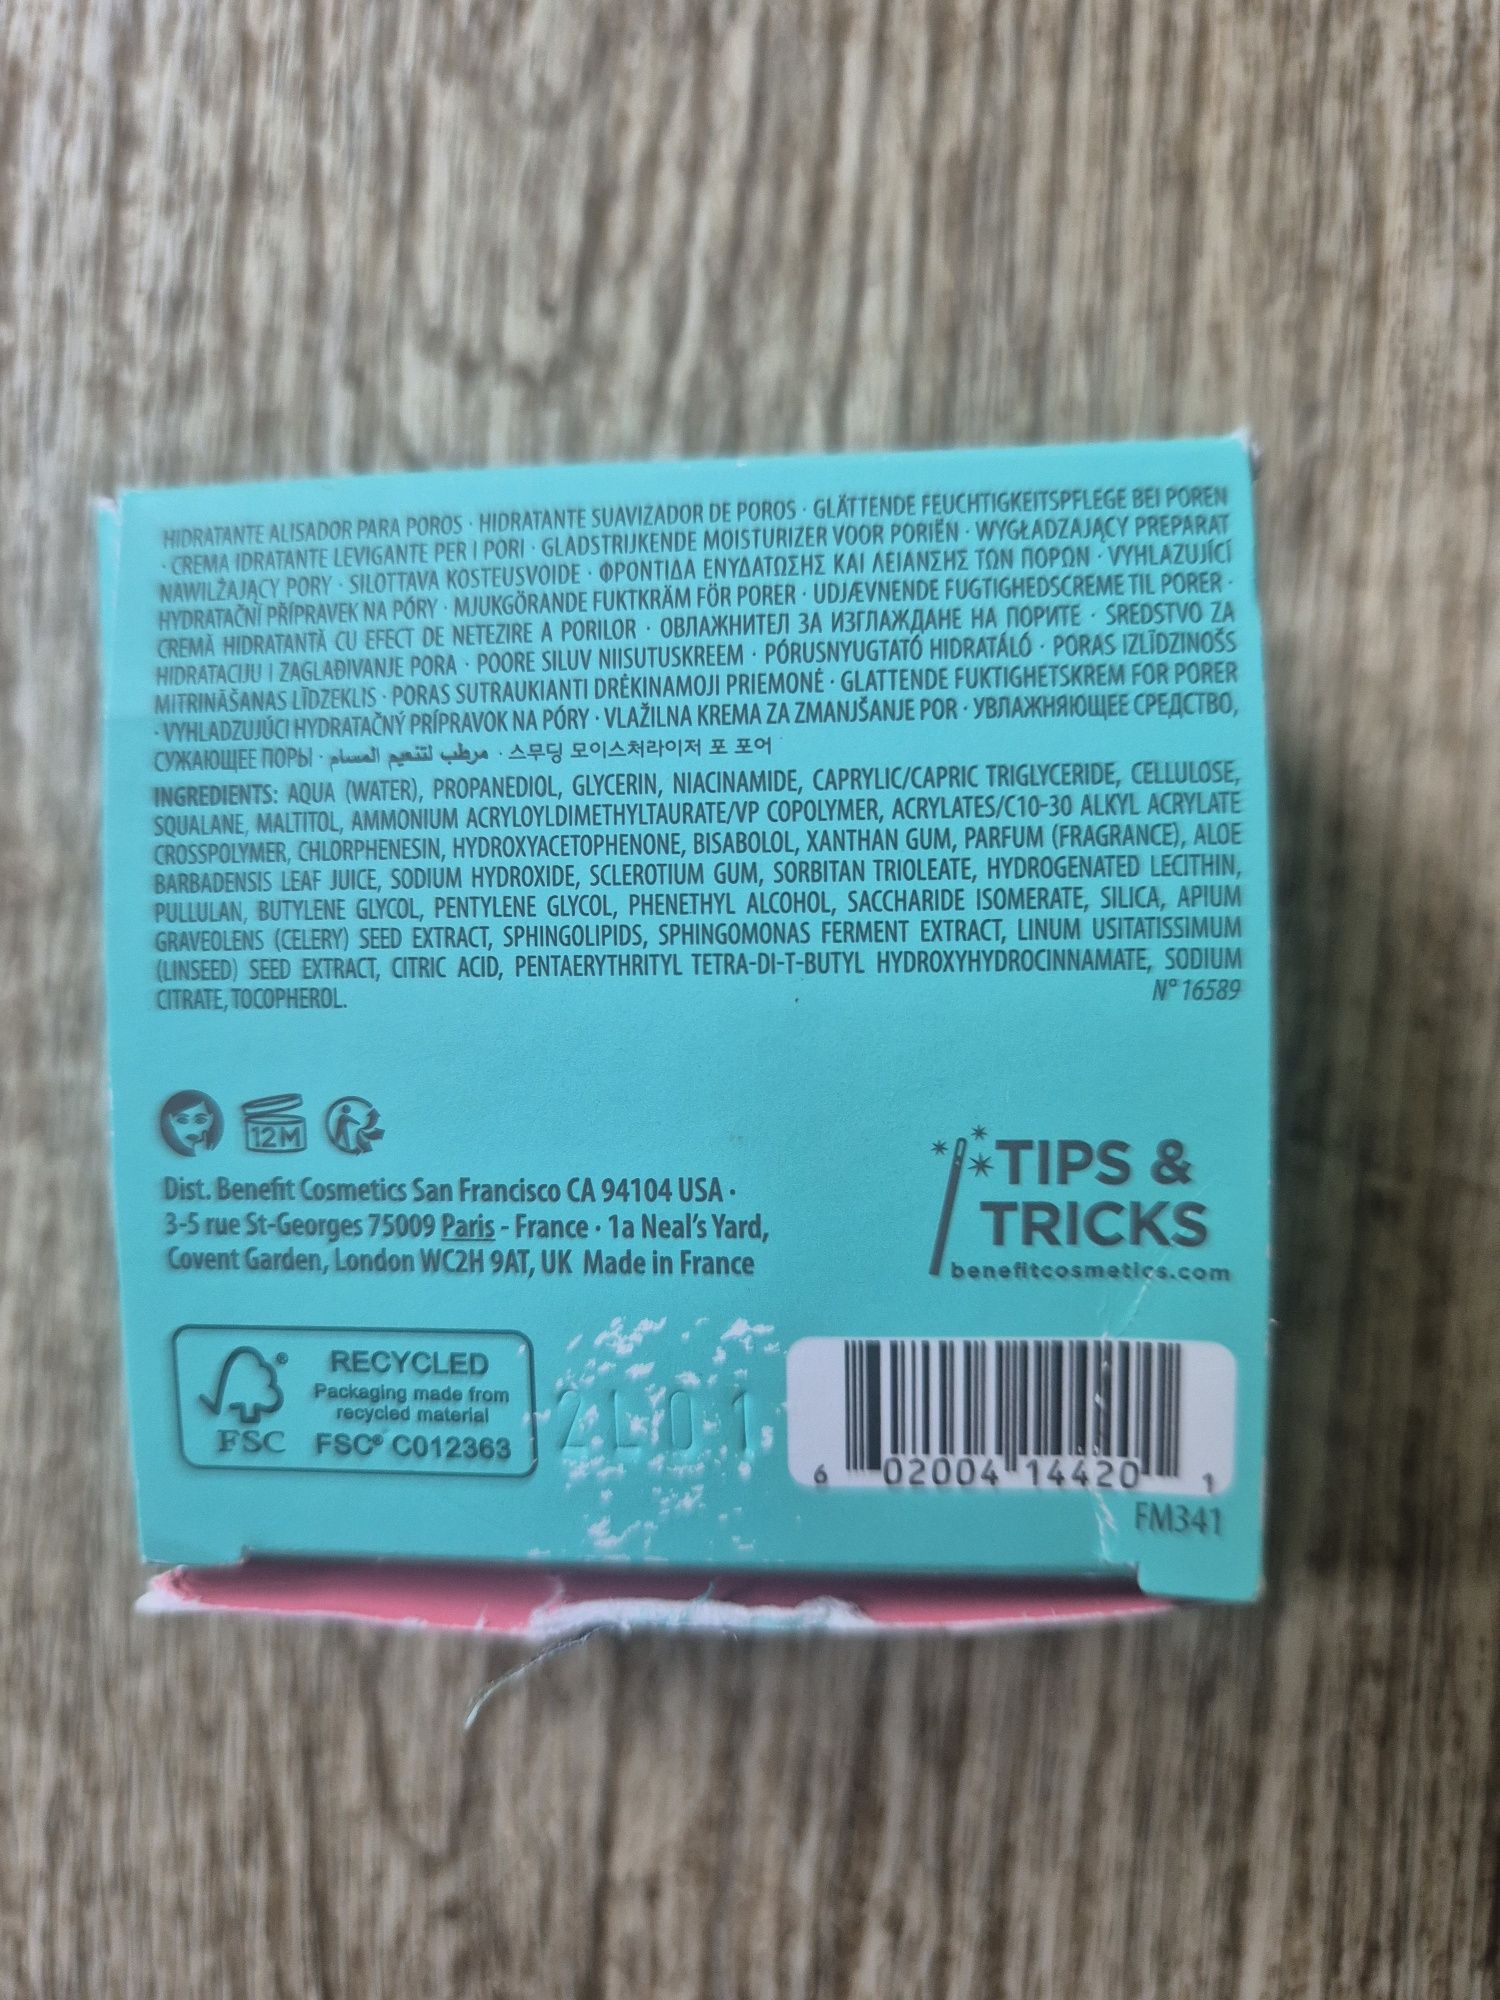 HIDRATANTE ALISADOR PARA POROS · HIDRATANTE SUAVIZADOR DE POROS · GLÄTTENDE FEUCHTIGKEITSPFLEGE BEI POREN
· CREMA IDRATANTE LEVIGANTE PER I PORI · GLADSTRIJKENDE MOISTURIZER VOOR PORIËN · WYGŁADZAJĄCY PREPARAT
NAWILŻAJĄCY PORY · SILOTTAVA KOSTEUSVOIDE · ΦΡΟΝΤΙΔΑ ΕΝΥΔΑΤΩΣΗΣ ΚΑΙ ΛΕΙΑΝΣΗΣ ΤΩΝ ΠΟΡΩΝ · VYHLAZUJÍCÍ
HYDRATAČNÍ PŘÍPRAVEK NA PÓRY · MJUKGÖRANDE FUKTKRÄM FÖR PORER · UDJÆVNENDE FUGTIGHEDSCREME TIL PORER ·
CREMĂ HIDRATANTĂ CU EFECT DE NETEZIRE A PORILOR · ОВЛАЖНИТЕЛ ЗА ИЗГЛАЖДАНЕ НА ПОРИТЕ · SREDSTVO ZA
HIDRATACIJU I ZAGLAĐIVANJE PORA · POORE SILUV NIISUTUSKREEM · PÓRUSNYUGTATÓ HIDRATÁLÓ · PORAS IZLĪDZINOŠS
MITRINĀŠANAS LĪDZEKLIS · PORAS SUTRAUKIANTI DRĖKINAMOJI PRIEMONĖ · GLATTENDE FUKTIGHETSKREM FOR PORER
· VYHLADZUJÚCI HYDRATAČNÝ PRÍPRAVOK NA PÓRY · VLAŽILNA KREMA ZA ZMANJŠANJE POR · УВЛАЖНЯЮЩЕЕ СРЕДСТВО,
СУЖАЮЩЕЕ ПОРЫ · مرطب لتنعيم المسام · 스무딩 모이스처라이저 포 포어
INGREDIENTS: AQUA (WATER), PROPANEDIOL, GLYCERIN, NIACINAMIDE, CAPRYLIC/CAPRIC TRIGLYCERIDE, CELLULOSE,
SQUALANE, MALTITOL, AMMONIUM ACRYLOYLDIMETHYLTAURATE/VP COPOLYMER, ACRYLATES/C10-30 ALKYL ACRYLATE
CROSSPOLYMER, CHLORPHENESIN, HYDROXYACETOPHENONE, BISABOLOL, XANTHAN GUM, PARFUM (FRAGRANCE), ALOE
BARBADENSIS LEAF JUICE, SODIUM HYDROXIDE, SCLEROTIUM GUM, SORBITAN TRIOLEATE, HYDROGENATED LECITHIN,
PULLULAN, BUTYLENE GLYCOL, PENTYLENE GLYCOL, PHENETHYL ALCOHOL, SACCHARIDE ISOMERATE, SILICA, APIUM
GRAVEOLENS (CELERY) SEED EXTRACT, SPHINGOLIPIDS, SPHINGOMONAS FERMENT EXTRACT, LINUM USITATISSIMUM
(LINSEED) SEED EXTRACT, CITRIC ACID, PENTAERYTHRITYL TETRA-DI-T-BUTYL HYDROXYHYDROCINNAMATE, SODIUM
CITRATE, TOCOPHEROL. N° 16589
12M
Dist. Benefit Cosmetics San Francisco CA 94104 USA ·
3-5 rue St-Georges 75009 Paris - France · 1a Neal's Yard,
Covent Garden, London WC2H 9AT, UK Made in France
TIPS &
TRICKS
benefitcosmetics.com
RECYCLED
Packaging made from
recycled material
FSC® C012363
FSC
2L01
6 02004 14420 1
FM341